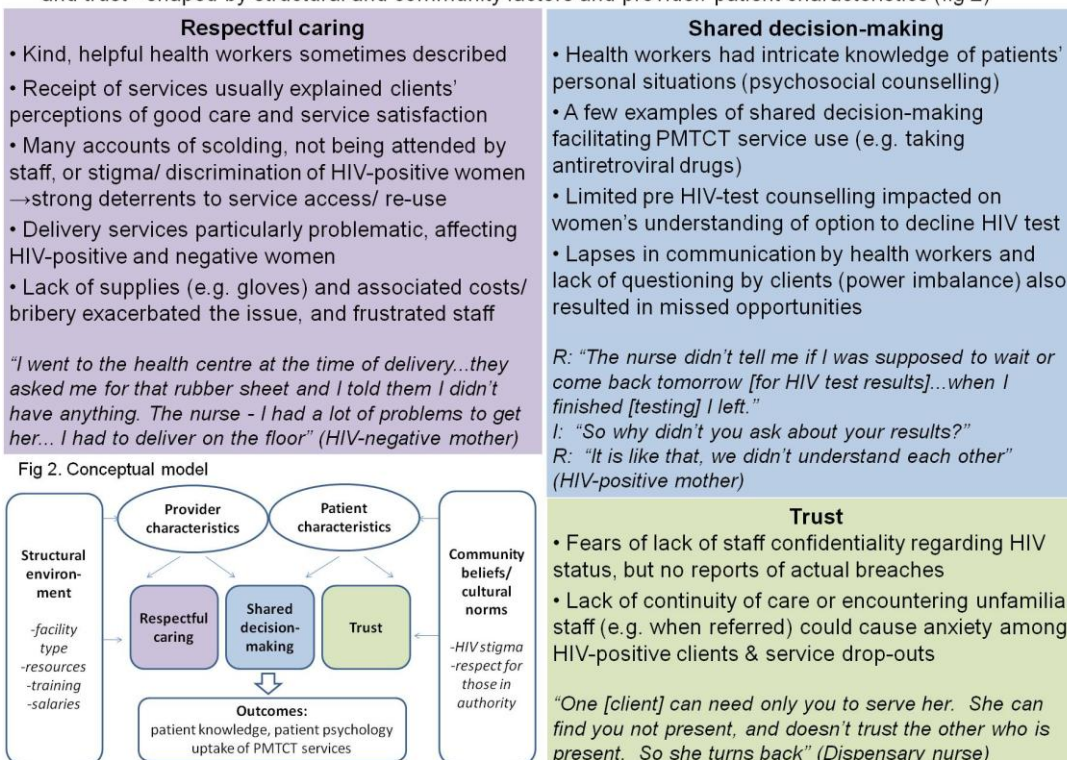 and trust - shaped by structural and community factors and provider/ patient characteristics (fig 2)
Respectful caring
• Kind, helpful health workers sometimes described
• Receipt of services usually explained clients'
perceptions of good care and service satisfaction
• Many accounts of scolding, not being attended by
staff, or stigma/ discrimination of HIV-positive women
→strong deterrents to service access/ re-use
• Delivery services particularly problematic, affecting
HIV-positive and negative women
• Lack of supplies (e.g. gloves) and associated costs/
bribery exacerbated the issue, and frustrated staff
"I went to the health centre at the time of delivery...they
asked me for that rubber sheet and I told them I didn't
have anything. The nurse - I had a lot of problems to get
her... I had to deliver on the floor" (HIV-negative mother)
Fig 2. Conceptual model
Structural
environ-
ment
-facility
type
-resources
-training
-salaries
Provider
characteristics
Patient
characteristics
Respectful
caring
Shared
decision-
making
Trust
Outcomes:
patient knowledge, patient psychology
uptake of PMTCT services
Community
beliefs/
cultural
norms
-HIV stigma
-respect for
those in
authority
Shared decision-making
• Health workers had intricate knowledge of patients'
personal situations (psychosocial counselling)
• A few examples of shared decision-making
facilitating PMTCT service use (e.g. taking
antiretroviral drugs)
• Limited pre HIV-test counselling impacted on
women's understanding of option to decline HIV test
• Lapses in communication by health workers and
lack of questioning by clients (power imbalance) also
resulted in missed opportunities
R: "The nurse didn't tell me if I was supposed to wait or
come back tomorrow [for HIV test results]...when I
finished [testing] I left."
I: "So why didn't you ask about your results?"
R: "It is like that, we didn't understand each other"
(HIV-positive mother)
Trust
• Fears of lack of staff confidentiality regarding HIV
status, but no reports of actual breaches
• Lack of continuity of care or encountering unfamilia
staff (e.g. when referred) could cause anxiety among
HIV-positive clients & service drop-outs
"One [client] can need only you to serve her. She can
find you not present, and doesn't trust the other who is
present. So she turns back" (Dispensary nurse)